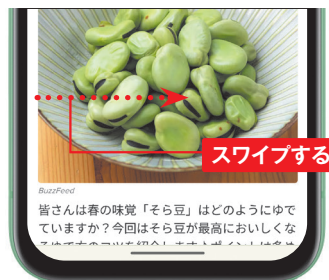 スワイプする
BuzzFeed
皆さんは春の味覚「そら豆」はどのようにゆで
ていますか？今回はそら豆が最高においしくな